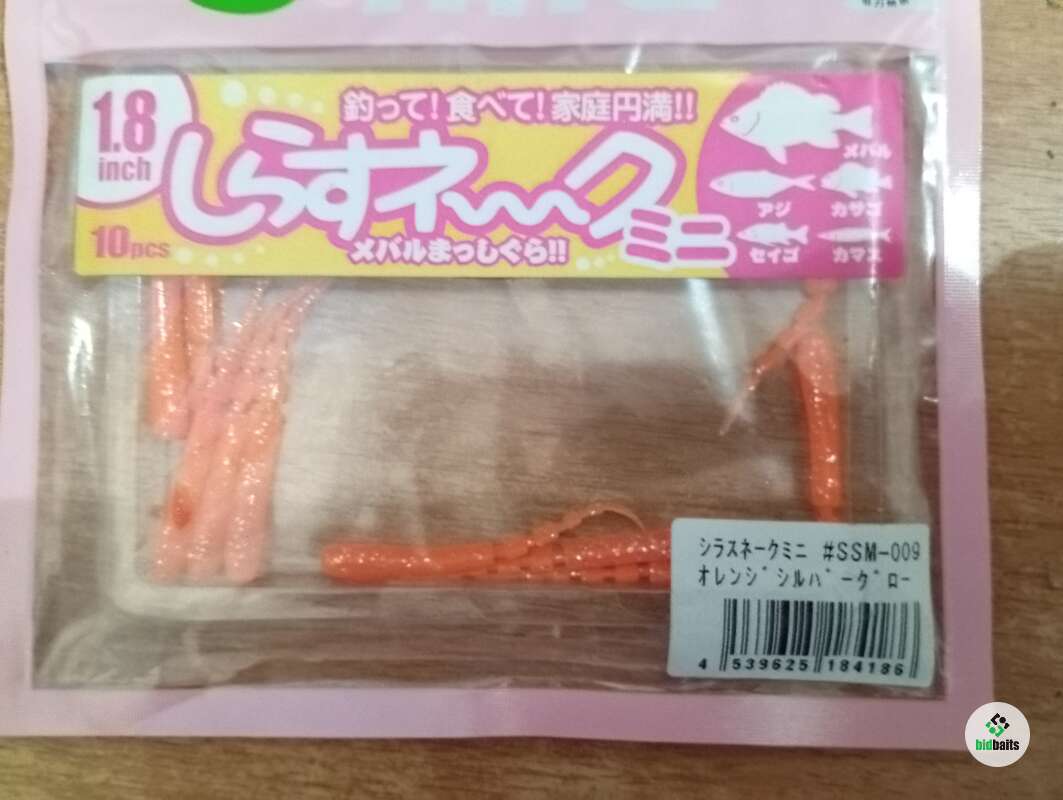 1.8
inch
10pcs
釣って!食べて!家庭円満!!
しらすネ〜〜ク
ミニ
メバルまっしぐら!!
メバル
アジ
カサゴ
セイゴ
カマス
シラスネークミニ #SSM-009
オレンジシルバーグロー
4 539625 184186
bidbaits